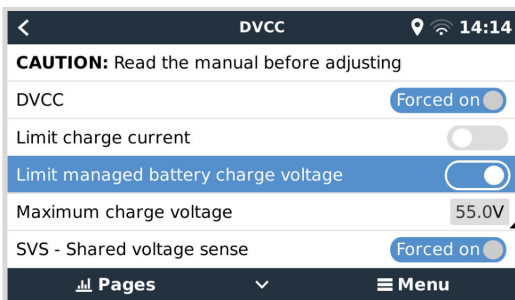 DVCC 14:14
CAUTION: Read the manual before adjusting
DVCC Forced on
Limit charge current
Limit managed battery charge voltage
Maximum charge voltage 55.0V
SVS - Shared voltage sense Forced on
Pages Menu